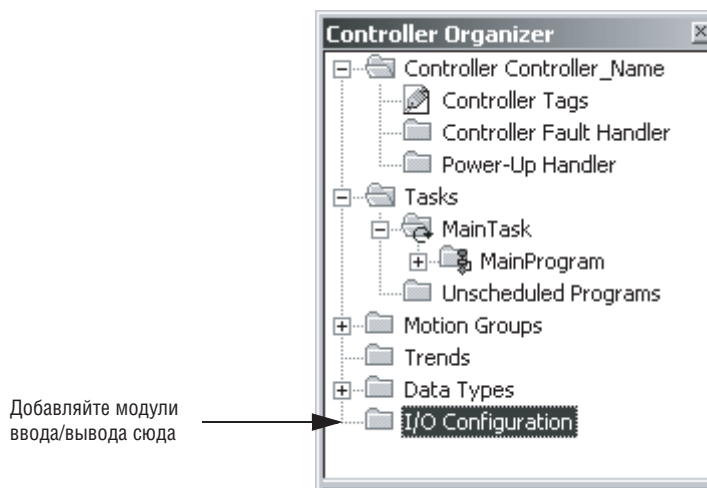 Controller Organizer
Controller Controller_Name
Controller Tags
Controller Fault Handler
Power-Up Handler
Tasks
MainTask
MainProgram
Unscheduled Programs
Motion Groups
Trends
Data Types
I/O Configuration
Добавляйте модули
ввода/вывода сюда